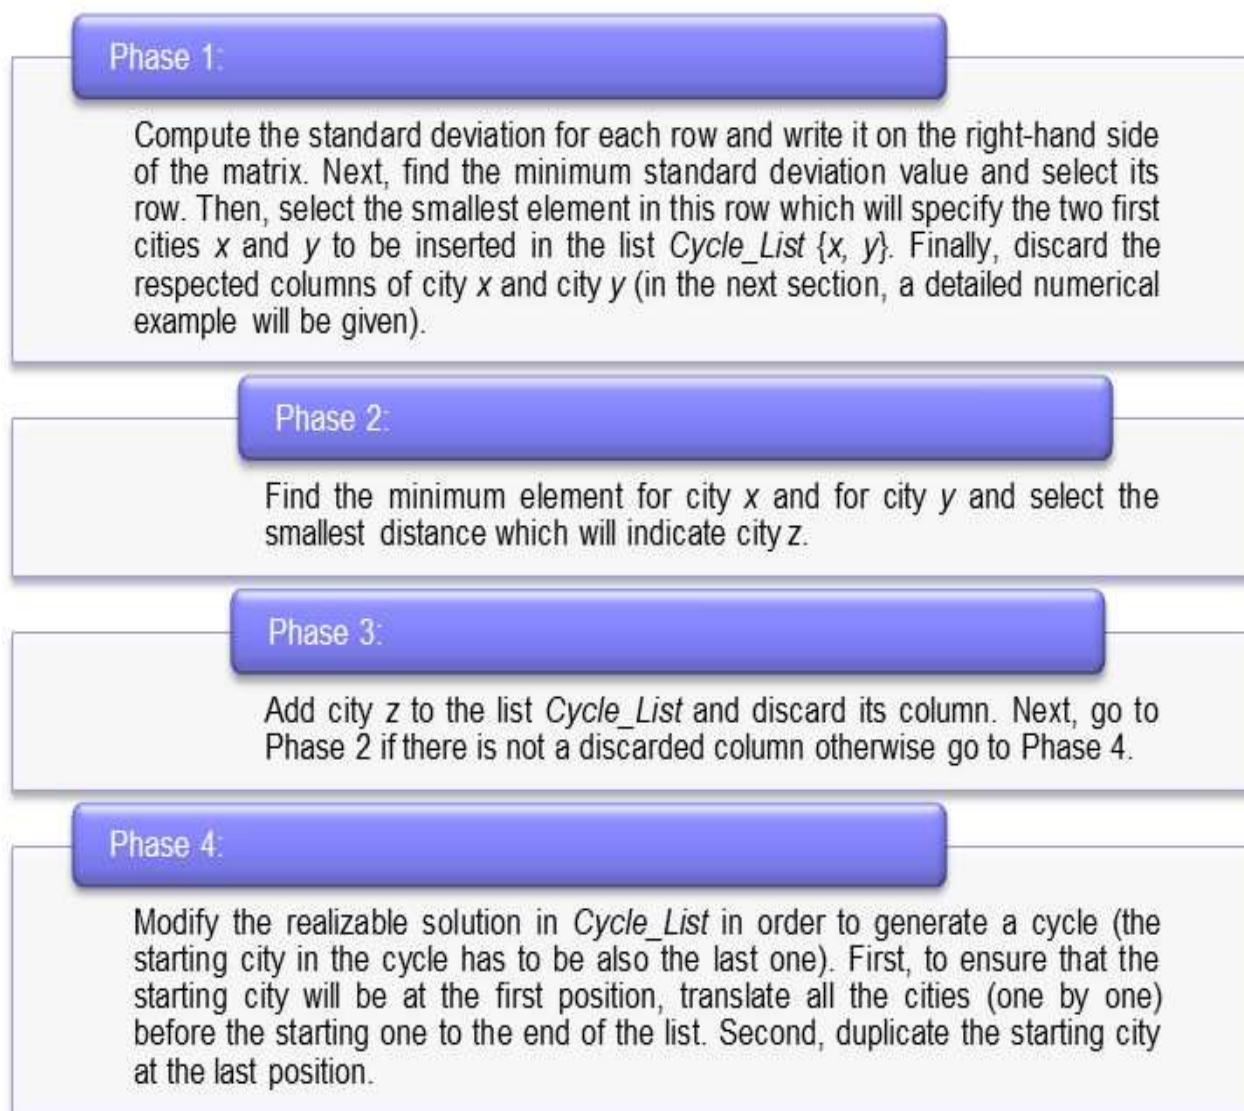 Phase 1:
Compute the standard deviation for each row and write it on the right-hand side
of the matrix. Next, find the minimum standard deviation value and select its
row. Then, select the smallest element in this row which will specify the two first
cities x and y to be inserted in the list Cycle_List {x, y}. Finally, discard the
respected columns of city x and city y (in the next section, a detailed numerical
example will be given).
Phase 2:
Find the minimum element for city x and for city y and select the
smallest distance which will indicate city z.
Phase 3:
Add city z to the list Cycle_List and discard its column. Next, go to
Phase 2 if there is not a discarded column otherwise go to Phase 4.
Phase 4:
Modify the realizable solution in Cycle_List in order to generate a cycle (the
starting city in the cycle has to be also the last one). First, to ensure that the
starting city will be at the first position, translate all the cities (one by one)
before the starting one to the end of the list. Second, duplicate the starting city
at the last position.